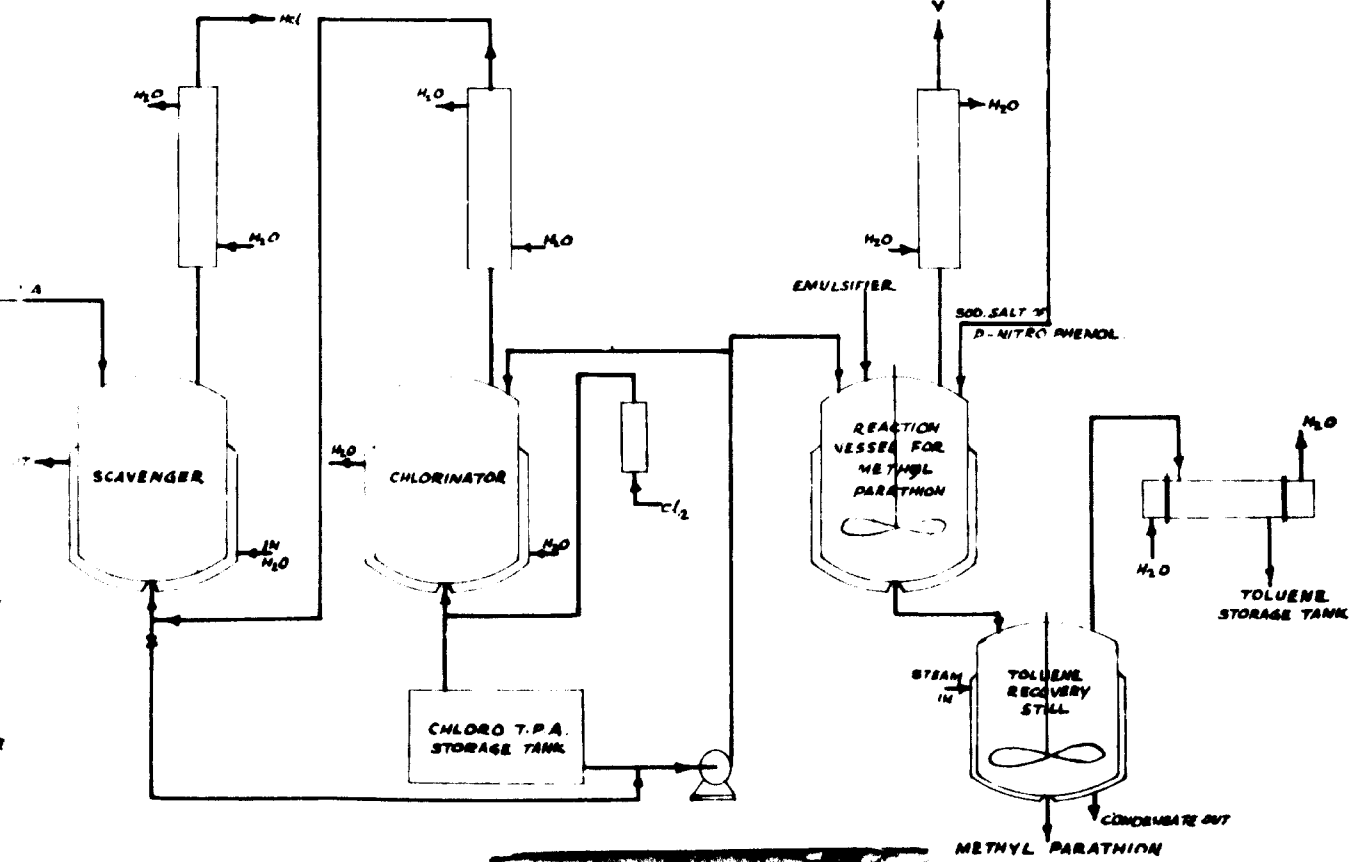 HCl
V
H2O
H2O
H2O
H2O
H2O
H2O
A
EMULSIFIER
SOD. SALT OF
P-NITRO PHENOL.
H2O
SCAVENGER
CHLORINATOR
REACTION
VESSEL FOR
METHYL
PARATHION
H2O
Cl2
IN
H2O
H2O
H2O
TOLUENE
STORAGE TANK
STEAM
IN
TOLUENE
RECOVERY
STILL
CHLORO T.P.A.
STORAGE TANK
CONDENSATE OUT
METHYL PARATHION